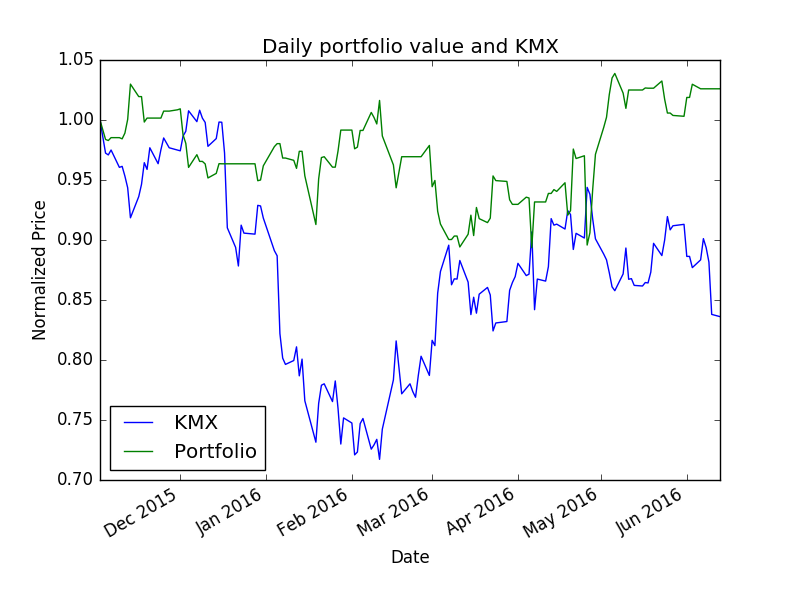 Daily portfolio value and KMX
1.05
1.00
0.95
0.90
0.85
0.80
0.75
0.70
Normalized Price
KMX
Portfolio
Dec 2015
Jan 2016
Feb 2016
Mar 2016
Apr 2016
May 2016
Jun 2016
Date